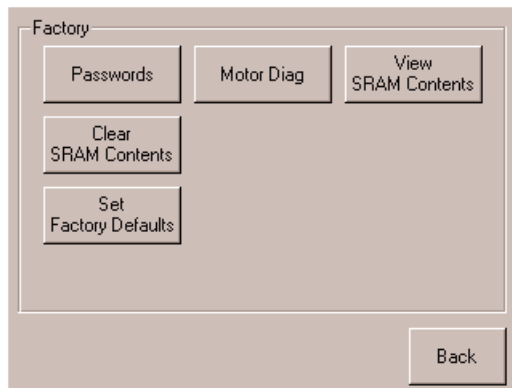 Factory
Passwords
Motor Diag
View
SRAM Contents
Clear
SRAM Contents
Set
Factory Defaults
Back